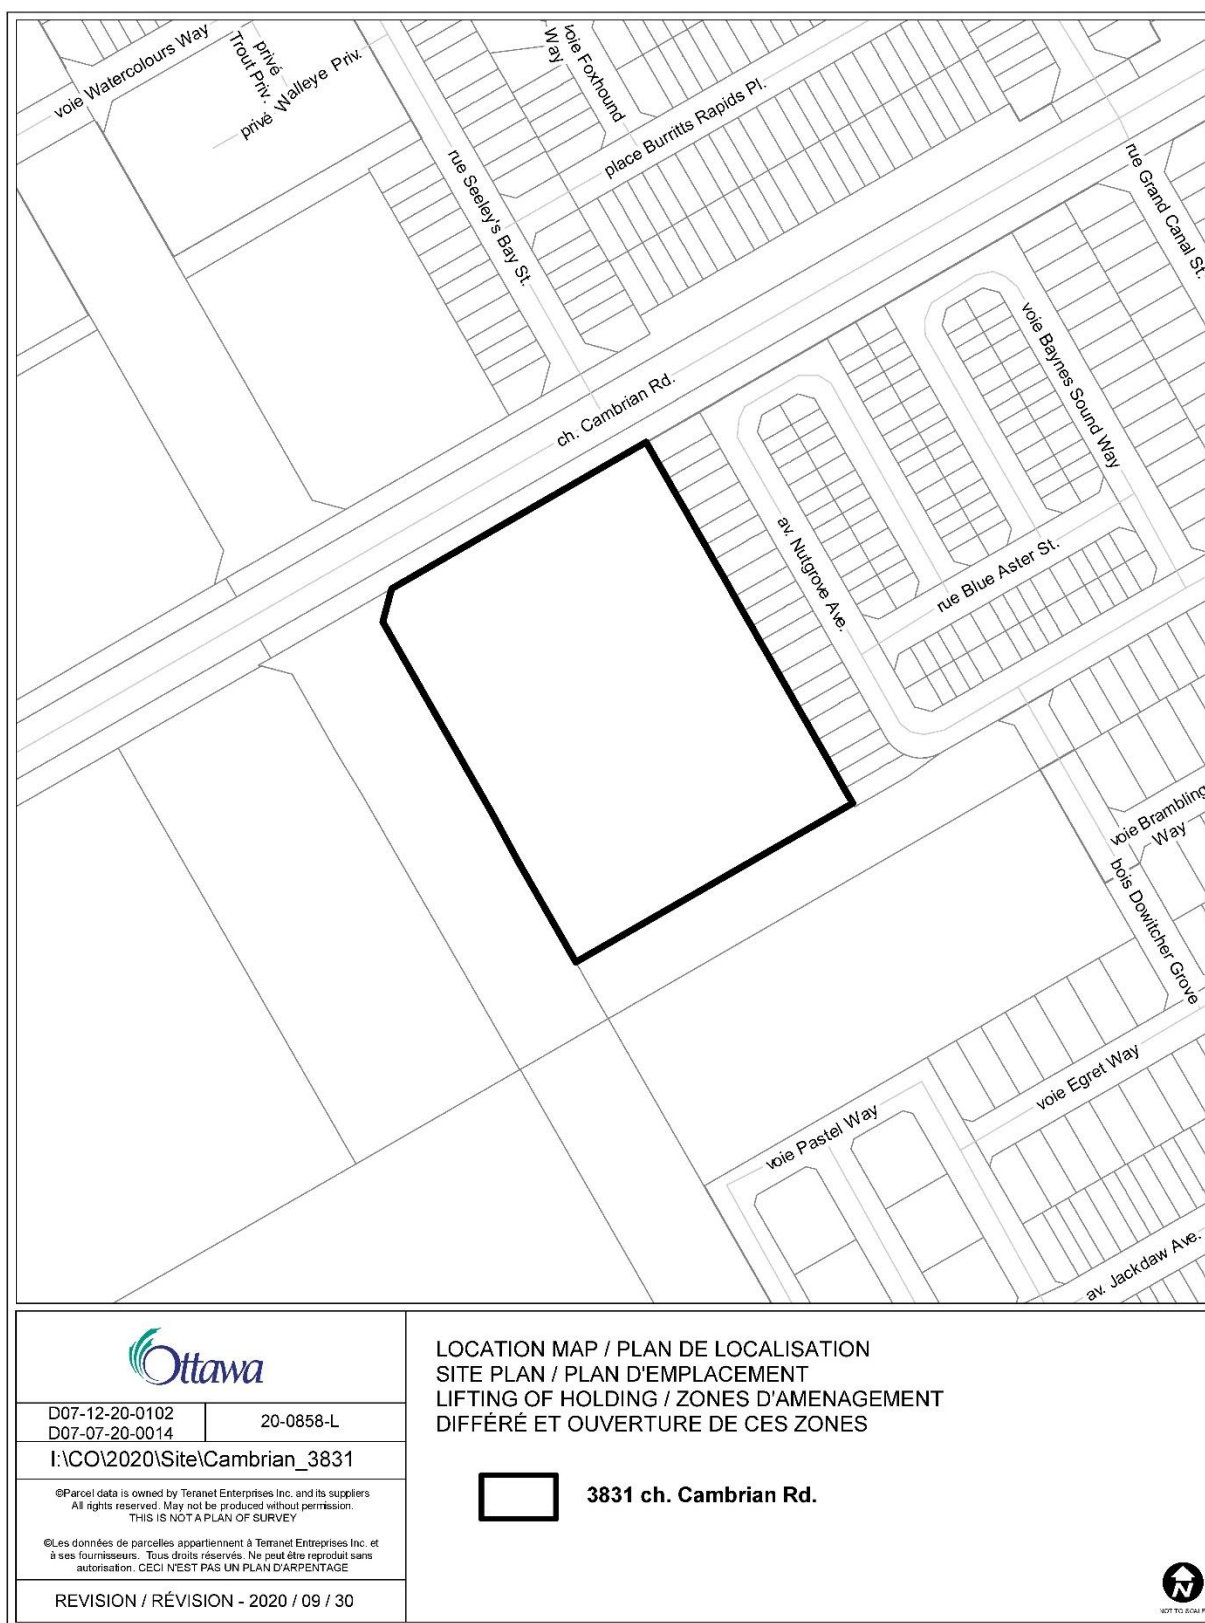 voie Watercolours Way
privé
Trout Priv.
privé Walleye Priv.
voie Foxhound
Way
place Burritts Rapids Pl.
rue Seeley's Bay St.
rue Grand Canal St.
ch. Cambrian Rd.
voie Baynes Sound Way
av. Nutgrove Ave.
rue Blue Aster St.
voie Brambling
Way
bois Dowitcher Grove
voie Egret Way
voie Pastel Way
av. Jackdaw Ave.
Ottawa
D07-12-20-0102
D07-07-20-0014
20-0858-L
I:\CO\2020\Site\Cambrian_3831
©Parcel data is owned by Teranet Enterprises Inc. and its suppliers
All rights reserved. May not be produced without permission.
THIS IS NOT A PLAN OF SURVEY
©Les données de parcelles appartiennent à Terranet Entreprises Inc. et
à ses fournisseurs. Tous droits réservés. Ne peut être reproduit sans
autorisation. CECI N'EST PAS UN PLAN D'ARPENTAGE
REVISION / RÉVISION - 2020 / 09 / 30
LOCATION MAP / PLAN DE LOCALISATION
SITE PLAN / PLAN D'EMPLACEMENT
LIFTING OF HOLDING / ZONES D'AMENAGEMENT
DIFFÉRÉ ET OUVERTURE DE CES ZONES
3831 ch. Cambrian Rd.
N
NOT TO SCALE